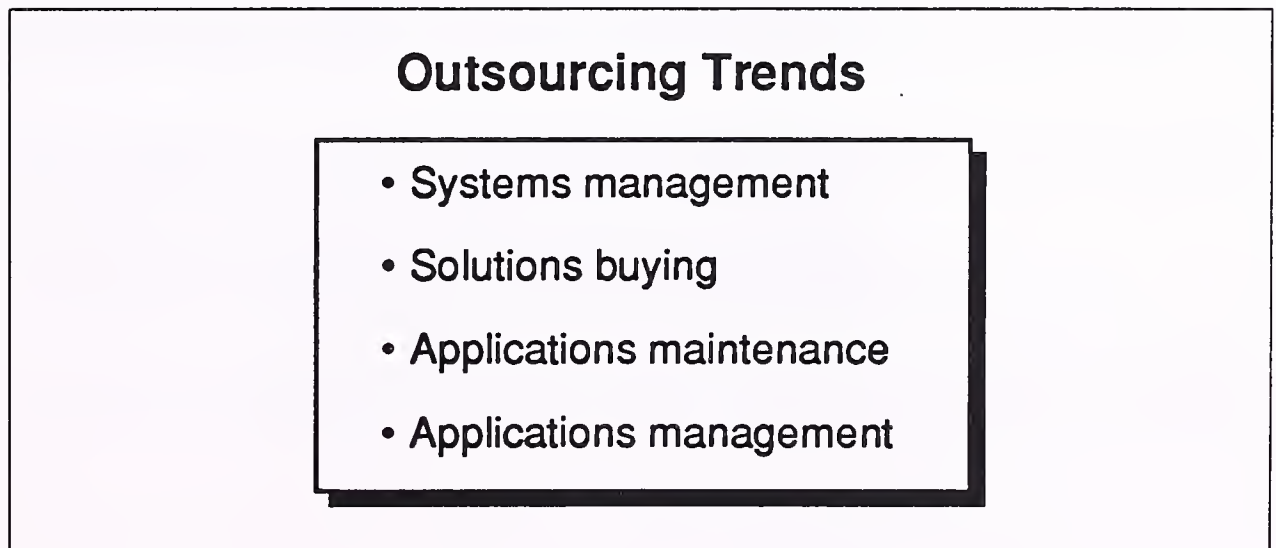 Outsourcing Trends
• Systems management
• Solutions buying
• Applications maintenance
• Applications management